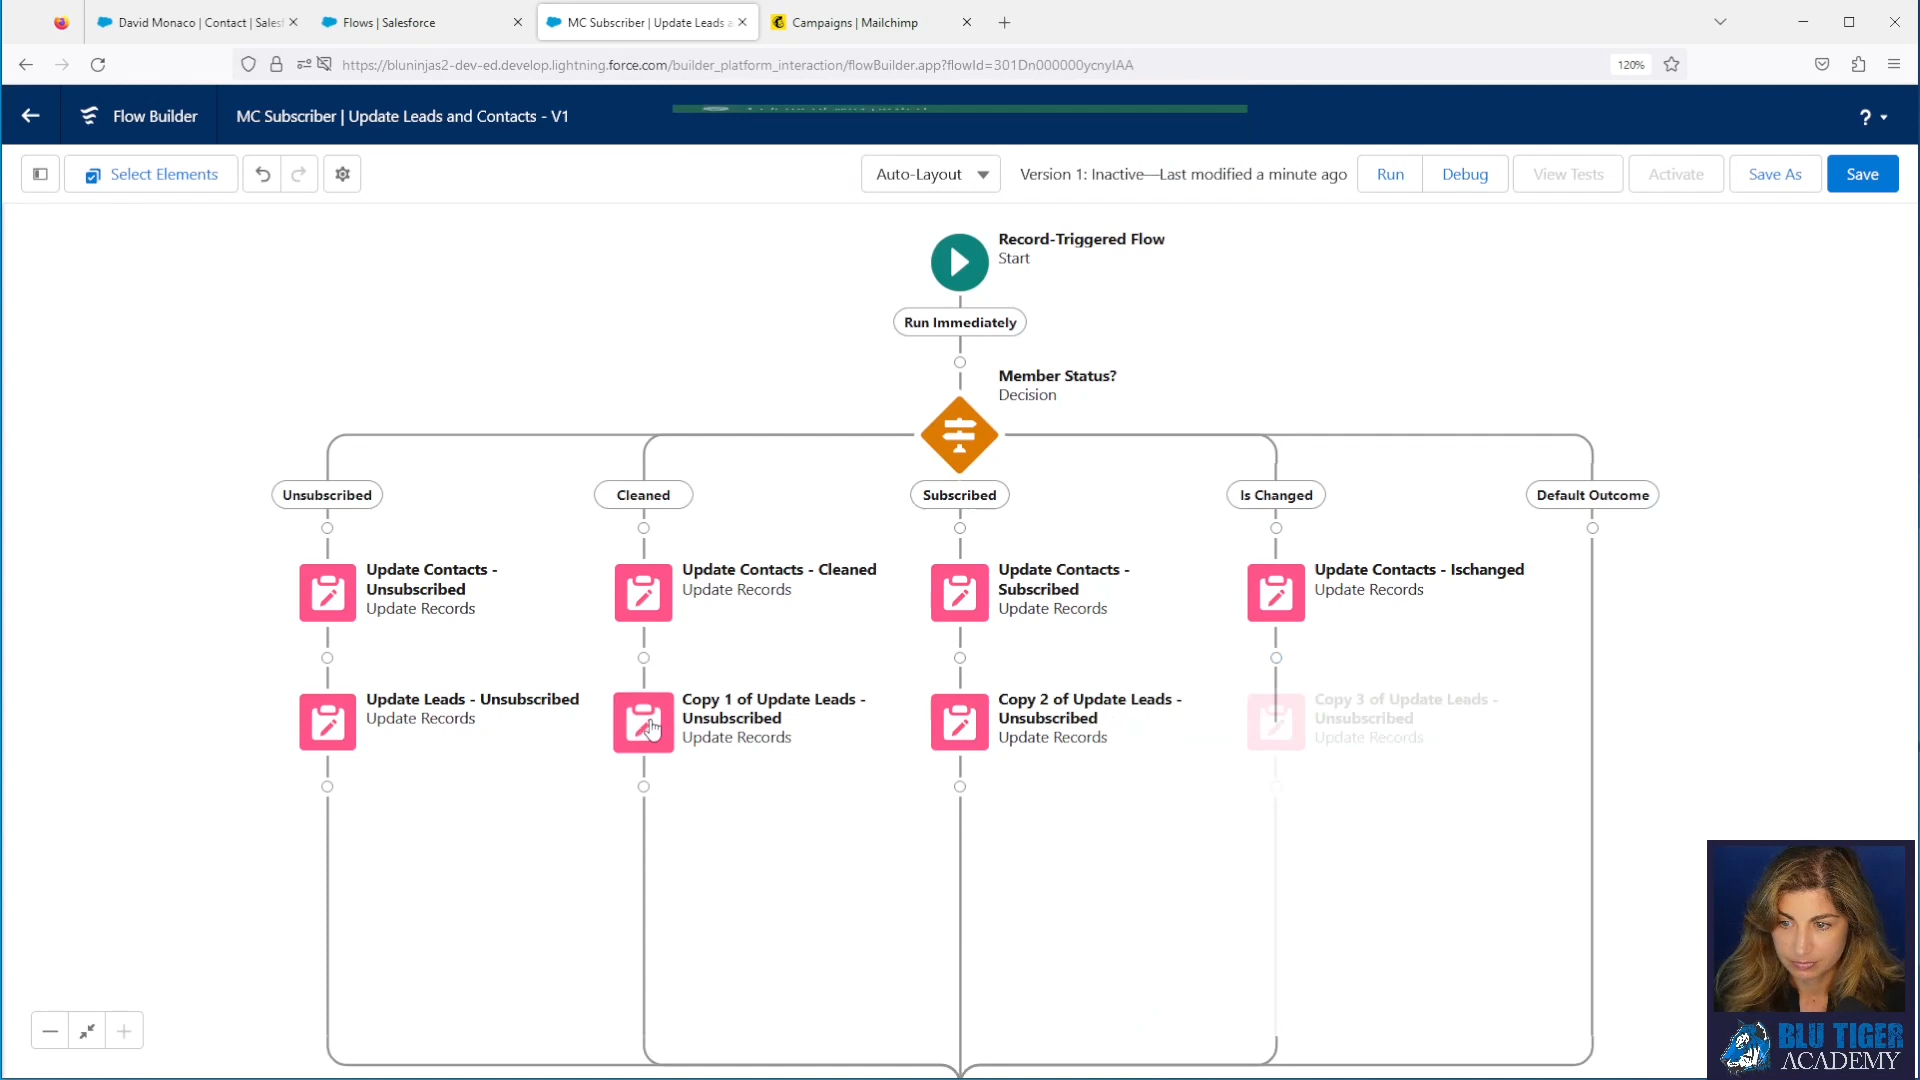 David Monaco | Contact | Salesf
Flows | Salesforce
MC Subscriber | Update Leads a
Campaigns | Mailchimp
https://bluninjas2-dev-ed.develop.lightning.force.com/builder_platform_interaction/flowBuilder.app?flowId=301Dn000000ycnyIAA
120%
Flow Builder
MC Subscriber | Update Leads and Contacts - V1
?
Select Elements
Auto-Layout
Version 1: Inactive—Last modified a minute ago
Run
Debug
View Tests
Activate
Save As
Save
Record-Triggered Flow
Start
Run Immediately
Member Status?
Decision
Unsubscribed
Cleaned
Subscribed
Is Changed
Default Outcome
Update Contacts -
Unsubscribed
Update Records
Update Contacts - Cleaned
Update Records
Update Contacts -
Subscribed
Update Records
Update Contacts - Ischanged
Update Records
Update Leads - Unsubscribed
Update Records
Copy 1 of Update Leads -
Unsubscribed
Update Records
Copy 2 of Update Leads -
Unsubscribed
Update Records
Copy 3 of Update Leads -
Unsubscribed
Update Records
BLU TIGER
ACADEMY